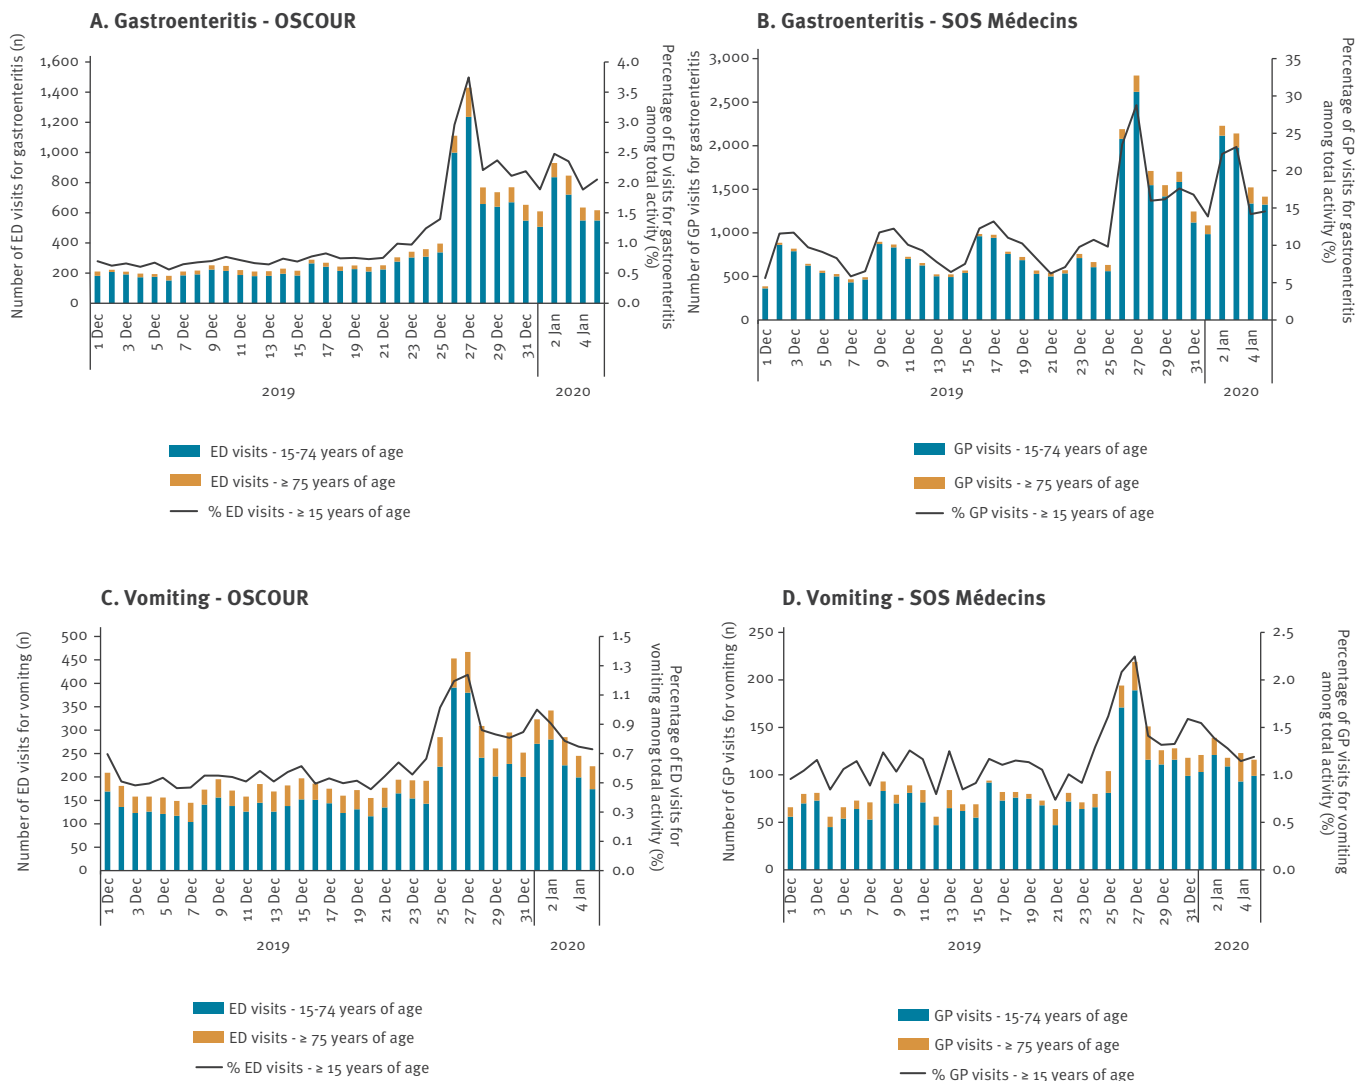 A. Gastroenteritis - OSCOUR
Number of ED visits for gastroenteritis (n)
1,600
1,400
1,200
1,000
800
600
400
200
0
4.0
3.5
3.0
2.5
2.0
1.5
1.0
0.5
0.0
Percentage of ED visits for gastroenteritis
among total activity (%)
1 Dec
3 Dec
5 Dec
7 Dec
9 Dec
11 Dec
13 Dec
15 Dec
17 Dec
19 Dec
21 Dec
23 Dec
25 Dec
27 Dec
29 Dec
31 Dec
2 Jan
4 Jan
2019
2020
ED visits - 15-74 years of age
ED visits - ≥ 75 years of age
% ED visits - ≥ 15 years of age
B. Gastroenteritis - SOS Médecins
Number of GP visits for gastroenteritis
3,000
2,500
2,000
1,500
1,000
500
0
35
30
25
20
15
10
5
0
Percentage of GP visits for gastroenteritis
among total activity (%)
1 Dec
3 Dec
5 Dec
7 Dec
9 Dec
11 Dec
13 Dec
15 Dec
17 Dec
19 Dec
21 Dec
23 Dec
25 Dec
27 Dec
29 Dec
31 Dec
2 Jan
4 Jan
2019
2020
GP visits - 15-74 years of age
GP visits - ≥ 75 years of age
% GP visits - ≥ 15 years of age
C. Vomiting - OSCOUR
Number of ED visits for vomiting (n)
500
450
400
350
300
250
200
150
100
50
0
1.5
1.3
1.1
0.9
0.7
0.5
0.3
0.1
0.0
Percentage of ED visits for
vomiting among total activity (%)
1 Dec
3 Dec
5 Dec
7 Dec
9 Dec
11 Dec
13 Dec
15 Dec
17 Dec
19 Dec
21 Dec
23 Dec
25 Dec
27 Dec
29 Dec
31 Dec
2 Jan
4 Jan
2019
2020
ED visits - 15-74 years of age
ED visits - ≥ 75 years of age
% ED visits - ≥ 15 years of age
D. Vomiting - SOS Médecins
Number of GP visits for vomitng (n)
250
200
150
100
50
0
2.5
2.0
1.5
1.0
0.5
0.0
Percentage of GP visits for vomiting
among total activity (%)
1 Dec
3 Dec
5 Dec
7 Dec
9 Dec
11 Dec
13 Dec
15 Dec
17 Dec
19 Dec
21 Dec
23 Dec
25 Dec
27 Dec
29 Dec
31 Dec
2 Jan
4 Jan
2019
2020
GP visits - 15-74 years of age
GP visits - ≥ 75 years of age
% GP visits - ≥ 15 years of age